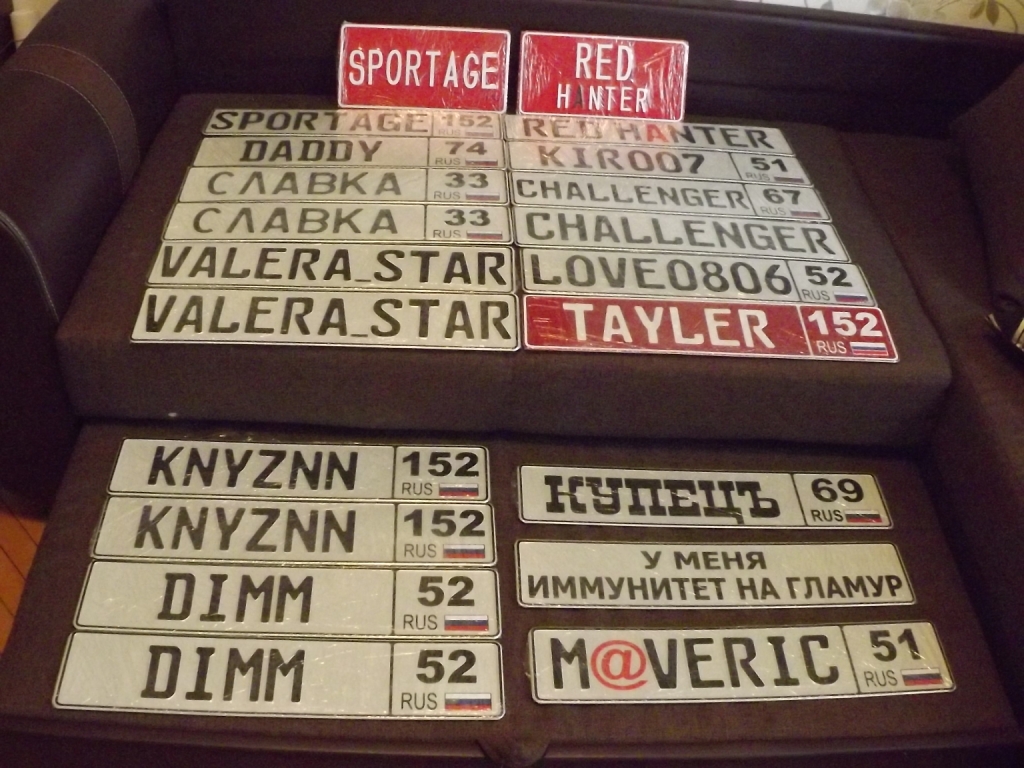 SPORTAGE
RED
HANTER
SPORTAGE 152
RUS
RED HANTER
DADDY 74
RUS
KIR007 51
RUS
СЛАВКА 33
RUS
CHALLENGER 67
RUS
СЛАВКА 33
RUS
CHALLENGER
VALERA_STAR
LOVE0806 52
RUS
VALERA_STAR
TAYLER 152
RUS
KNYZNN 152
RUS
KNYZNN 152
RUS
DIMM 52
RUS
DIMM 52
RUS
КУПЕЦЪ 69
RUS
У МЕНЯ
ИММУНИТЕТ НА ГЛАМУР
M@VERIC 51
RUS